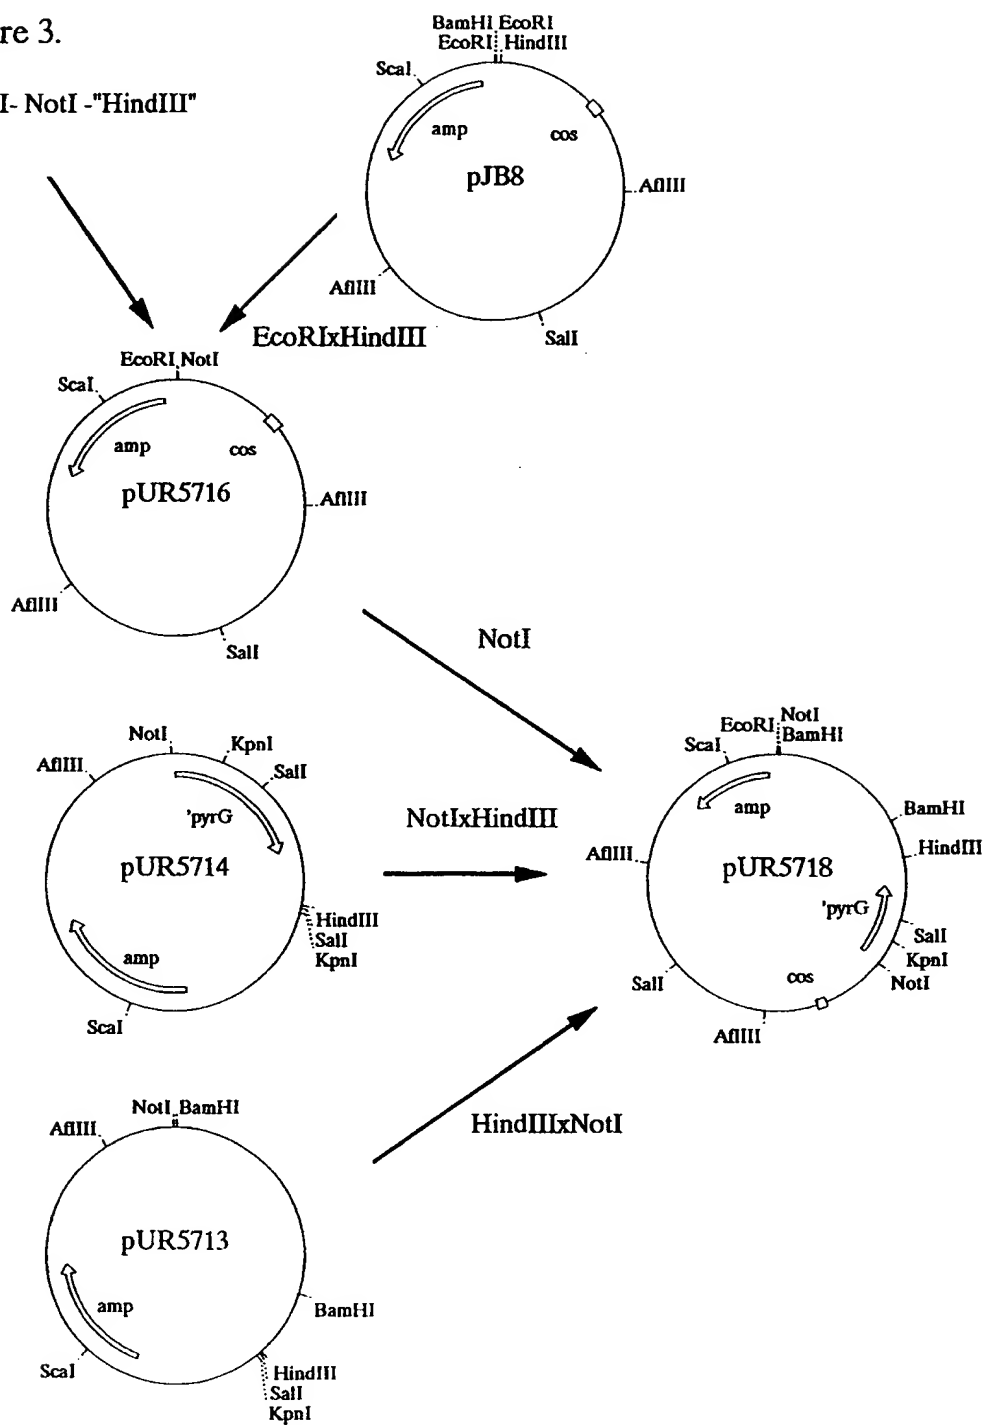 re 3.
I- NotI -"HindIII"
BamHI EcoRI
EcoRI HindIII
ScaI
amp
cos
pJB8
AflIII
AflIII
SalI
EcoRIxHindIII
EcoRI NotI
ScaI
amp
cos
pUR5716
AflIII
AflIII
SalI
NotI
NotI
KpnI
AflIII
SalI
'pyrG
pUR5714
HindIII
SalI
KpnI
amp
ScaI
NotIxHindIII
NotI
EcoRI
BamHI
ScaI
amp
BamHI
AflIII
HindIII
pUR5718
'pyrG
SalI
KpnI
NotI
SalI
cos
AflIII
NotI BamHI
AflIII
HindIIIxNotI
pUR5713
amp
BamHI
ScaI
HindIII
SalI
KpnI